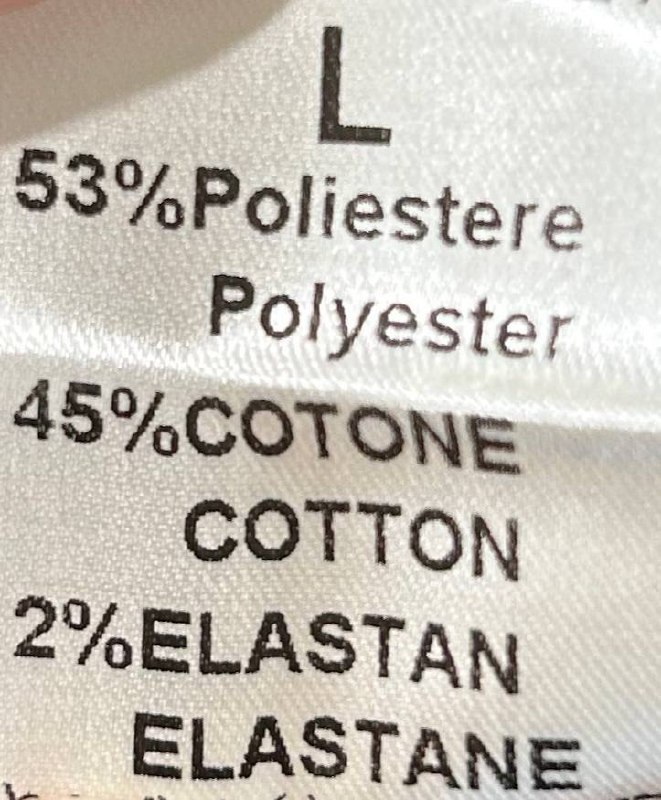 L
53%Poliestere
Polyester
45%COTONE
COTTON
2%ELASTAN
ELASTANE